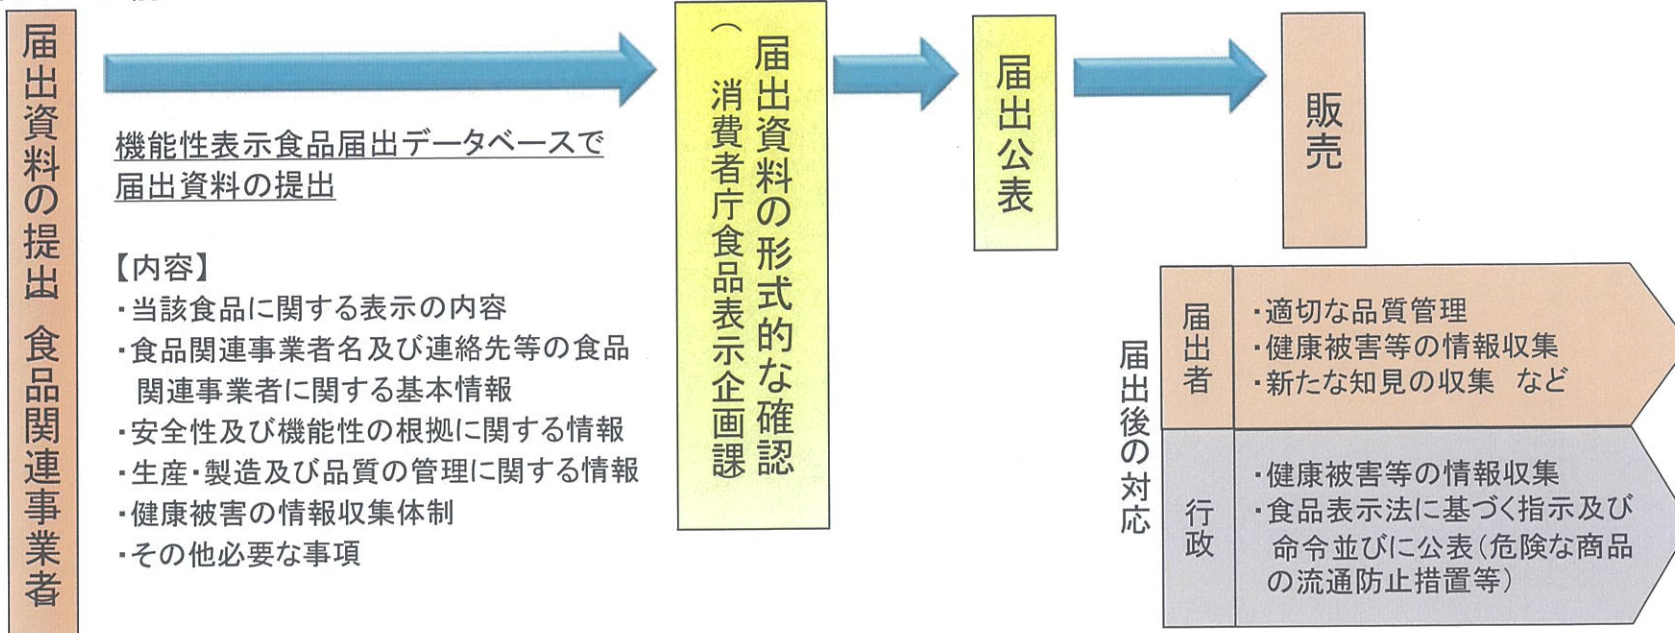 届出資料の提出 食品関連事業者
機能性表示食品届出データベースで
届出資料の提出
【内容】
・当該食品に関する表示の内容
・食品関連事業者名及び連絡先等の食品
関連事業者に関する基本情報
・安全性及び機能性の根拠に関する情報
・生産・製造及び品質の管理に関する情報
・健康被害の情報収集体制
・その他必要な事項
届出資料の形式的な確認
(消費者庁食品表示企画課)
届出公表
販売
届出後の対応
届出者
・適切な品質管理
・健康被害等の情報収集
・新たな知見の収集 など
行政
・健康被害等の情報収集
・食品表示法に基づく指示及び
命令並びに公表(危険な商品
の流通防止措置等)